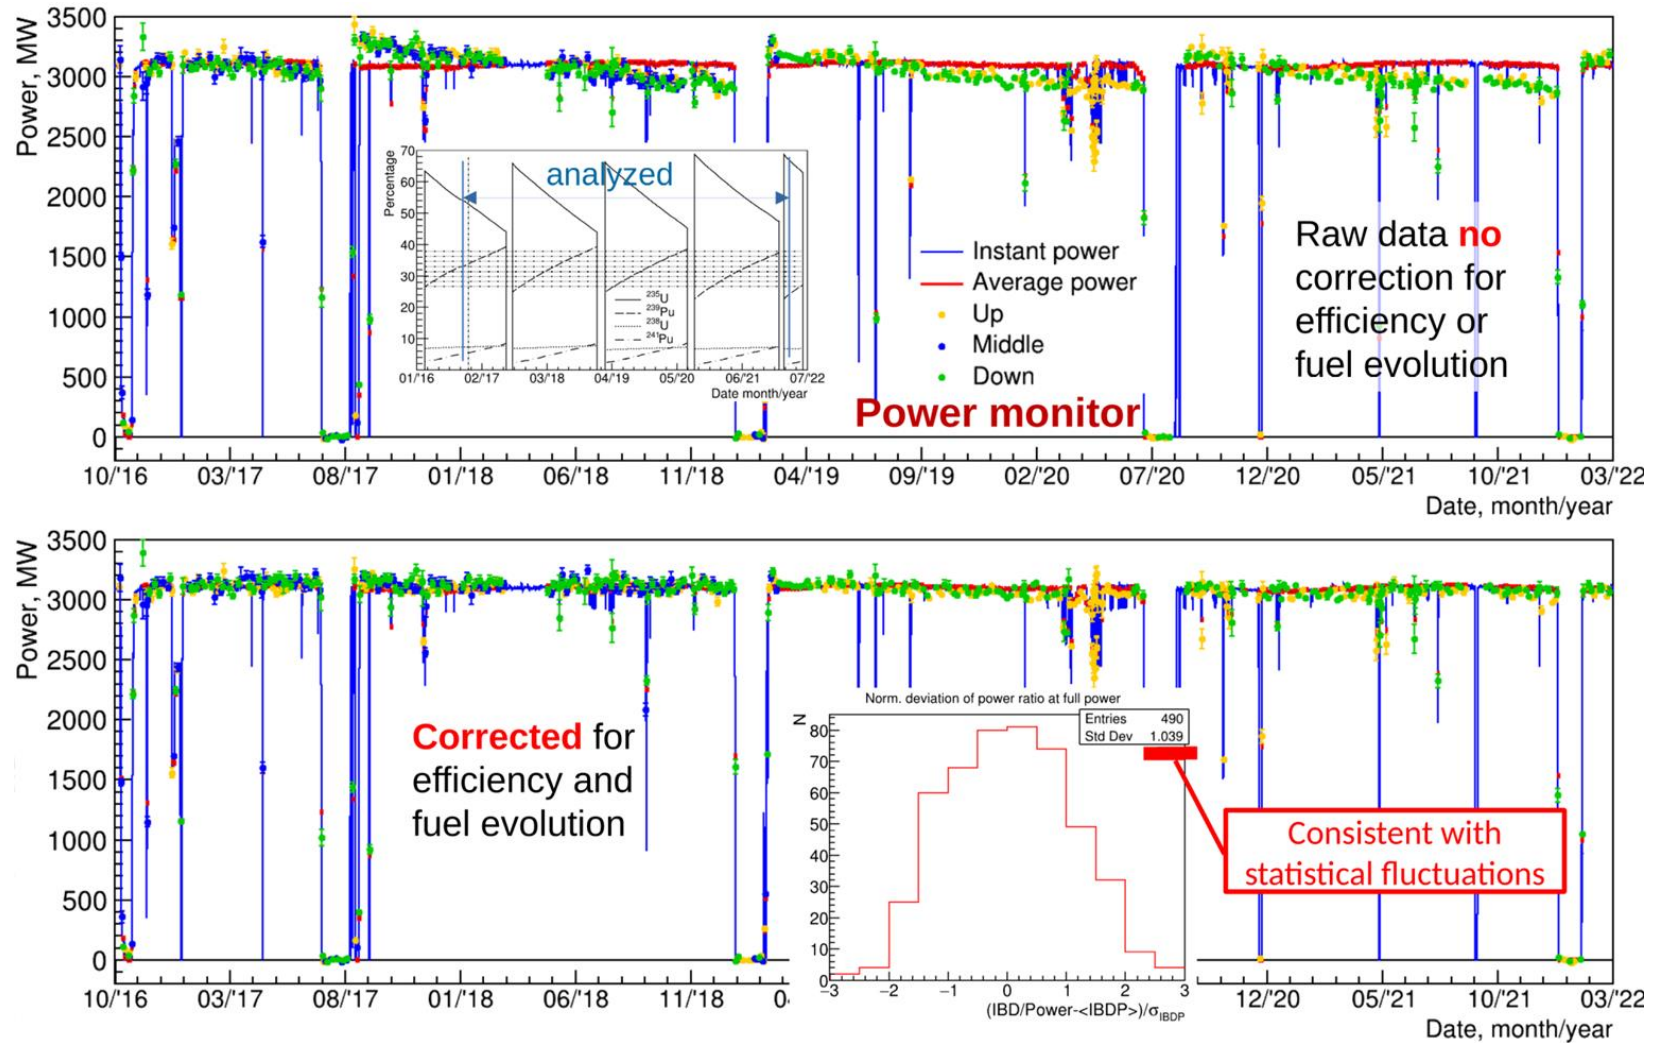 3500
3000
2500
2000
1500
1000
500
0
Power, MW
10/'16 03/'17 08/'17 01/'18 06/'18 11/'18 04/'19 09/'19 02/'20 07/'20 12/'20 05/'21 10/'21 03/'22
Date, month/year
Percentage
70
60
50
40
30
20
10
analyzed
235U
239Pu
238U
241Pu
01/'16 02/'17 03/'18 04/'19 05/'20 06/'21 07/'22
Date month/year
Instant power
Average power
Up
Middle
Down
Power monitor
Raw data no
correction for
efficiency or
fuel evolution
3500
3000
2500
2000
1500
1000
500
0
Power, MW
10/'16 03/'17 08/'17 01/'18 06/'18 11/'18 0 12/'20 05/'21 10/'21 03/'22
Date, month/year
Corrected for
efficiency and
fuel evolution
Norm. deviation of power ratio at full power
N
Entries 490
Std Dev 1.039
80
70
60
50
40
30
20
10
0
−3 −2 −1 0 1 2 3
(IBD/Power-<IBDP>)/σIBDP
Consistent with
statistical fluctuations